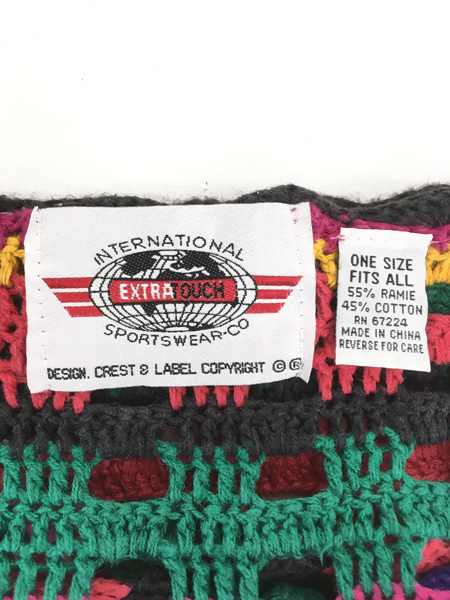 INTERNATIONAL
EXTRATOUCH
SPORTSWEAR-CO
DESIGN. CREST & LABEL COPYRIGHT © ®
ONE SIZE
FITS ALL
55% RAMIE
45% COTTON
RN 67224
MADE IN CHINA
REVERSE FOR CARE